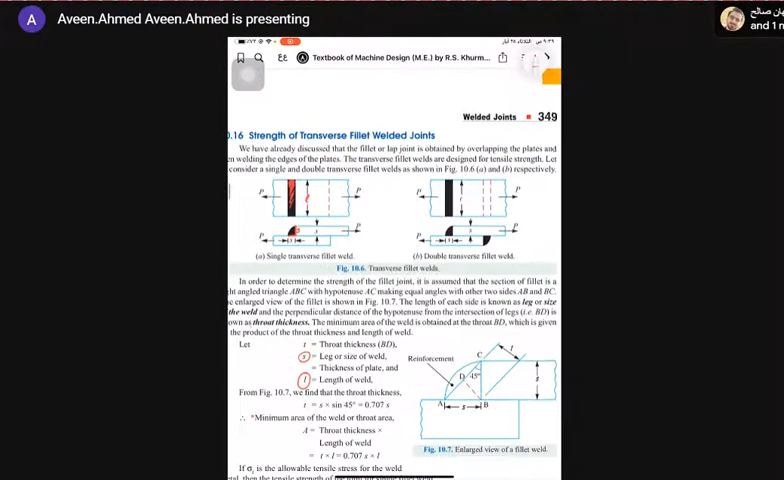 A Aveen.Ahmed Aveen.Ahmed is presenting
and 1
Textbook of Machine Design (M.E.) by R.S. Khurm...
Welded Joints ■ 349
.16 Strength of Transverse Fillet Welded Joints
We have already discussed that the fillet or lap joint is obtained by overlapping the plates and
en welding the edges of the plates. The transverse fillet welds are designed for tensile strength. Let
consider a single and double transverse fillet welds as shown in Fig. 10.6 (a) and (b) respectively.
P P P P
P P P P
s s
(a) Single transverse fillet weld. (b) Double transverse fillet weld.
Fig. 10.6. Transverse fillet welds.
In order to determine the strength of the fillet joint, it is assumed that the section of fillet is a
ht angled triangle ABC with hypotenuse AC making equal angles with other two sides AB and BC.
e enlarged view of the fillet is shown in Fig. 10.7. The length of each side is known as leg or size
the weld and the perpendicular distance of the hypotenuse from the intersection of legs (i.e. BD) is
own as throat thickness. The minimum area of the weld is obtained at the throat BD, which is given
the product of the throat thickness and length of weld.
Let t = Throat thickness (BD),
s = Leg or size of weld,
= Thickness of plate, and
l = Length of weld,
From Fig. 10.7, we find that the throat thickness,
t = s × sin 45° = 0.707 s
∴ *Minimum area of the weld or throat area,
A = Throat thickness ×
Length of weld
= t × l = 0.707 s × l
If σt is the allowable tensile stress for the weld
Reinforcement
C
t
D 45°
s
A s B
Fig. 10.7. Enlarged view of a fillet weld.